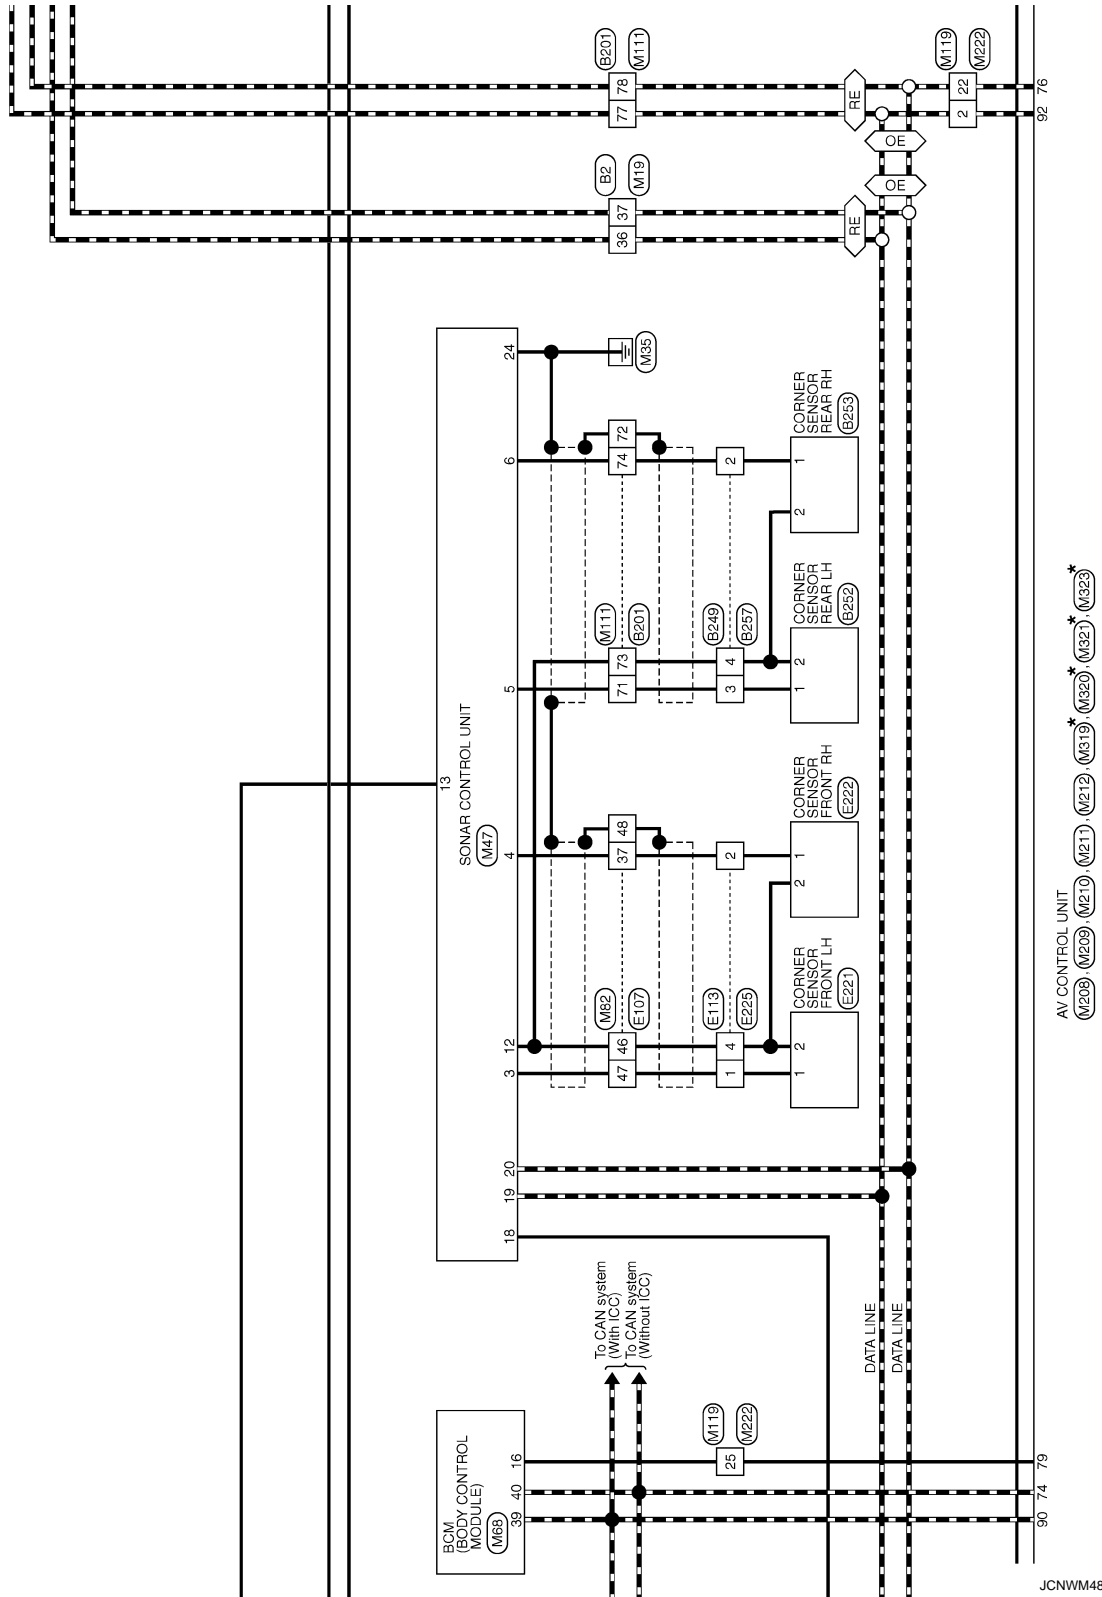 B201
M111
78
77
RE
M119
M222
22
2
76
92
OE
B2
M19
37
36
RE
OE
SONAR CONTROL UNIT
M47
13
24
M35
6
72
74
2
CORNER
SENSOR
REAR RH
B253
1
2
5
M111
B201
73
71
B249
B257
4
3
CORNER
SENSOR
REAR LH
B252
2
1
4
48
37
2
CORNER
SENSOR
FRONT RH
E222
1
2
12
3
M82
E107
46
47
E113
E225
4
1
CORNER
SENSOR
FRONT LH
E221
2
1
20
19
18
To CAN system
(With ICC)
To CAN system
(Without ICC)
DATA LINE
DATA LINE
BCM
(BODY CONTROL
MODULE)
M68
16
40
39
M119
M222
25
79
74
90
AV CONTROL UNIT
M208 , M209 , M210 , M211 , M212 , M319* , M320* , M321* , M323*
JCNWM48